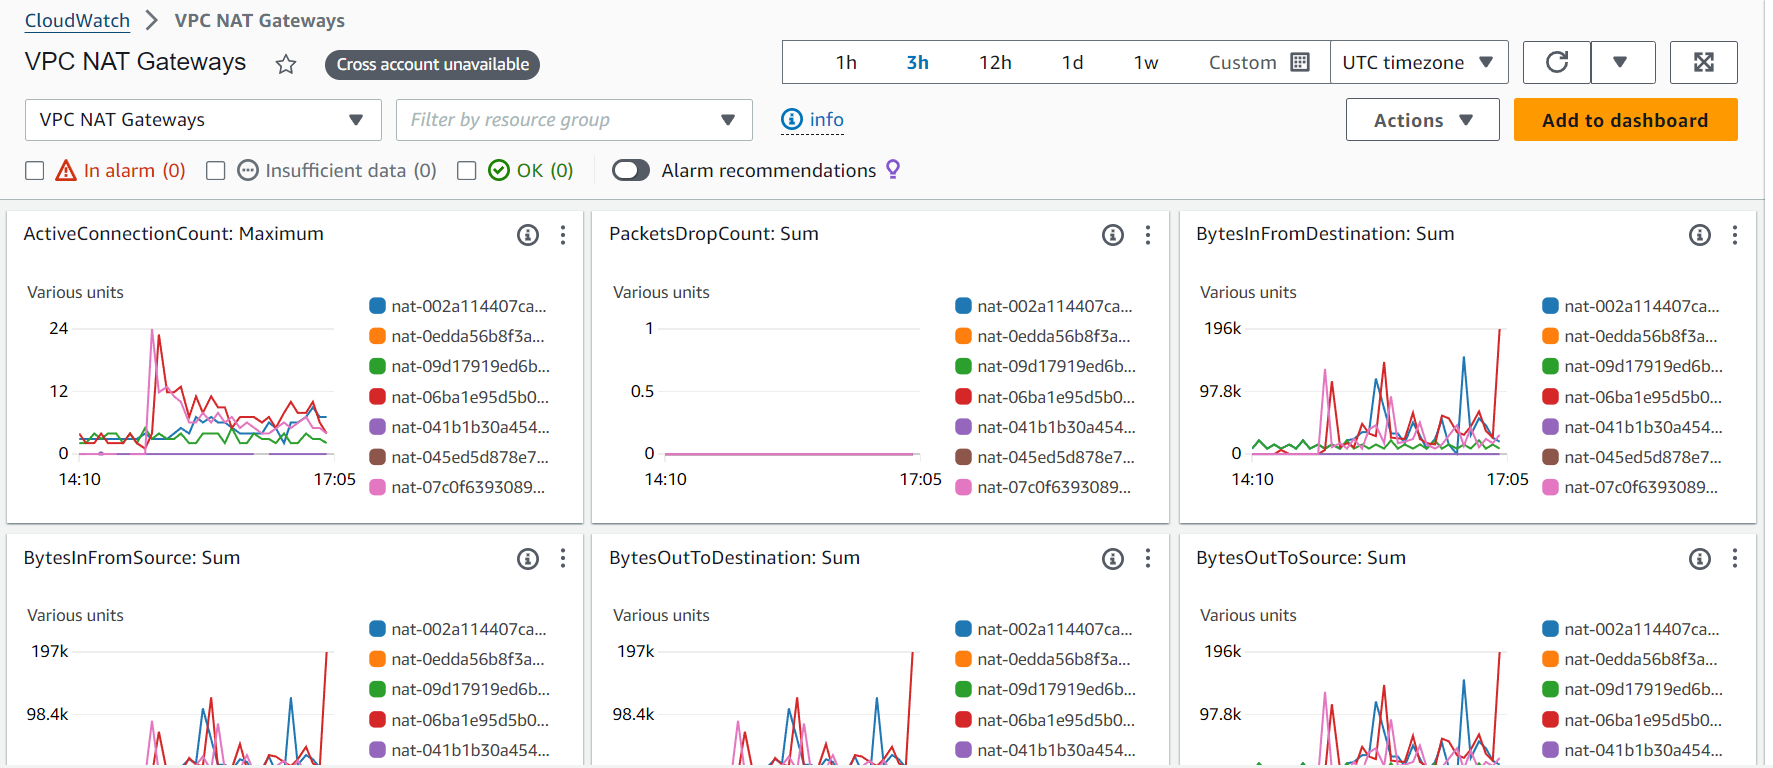 CloudWatch > VPC NAT Gateways
VPC NAT Gateways
Cross account unavailable
1h 3h 12h 1d 1w Custom
UTC timezone
VPC NAT Gateways
Filter by resource group
info
Actions
Add to dashboard
In alarm (0)
Insufficient data (0)
OK (0)
Alarm recommendations
ActiveConnectionCount: Maximum
Various units
24
12
0
14:10
17:05
nat-002a114407ca...
nat-0edda56b8f3a...
nat-09d17919ed6b...
nat-06ba1e95d5b0...
nat-041b1b30a454...
nat-045ed5d878e7...
nat-07c0f6393089...
PacketsDropCount: Sum
Various units
1
0.5
0
14:10
17:05
nat-002a114407ca...
nat-0edda56b8f3a...
nat-09d17919ed6b...
nat-06ba1e95d5b0...
nat-041b1b30a454...
nat-045ed5d878e7...
nat-07c0f6393089...
BytesInFromDestination: Sum
Various units
196k
97.8k
0
14:10
17:05
nat-002a114407ca...
nat-0edda56b8f3a...
nat-09d17919ed6b...
nat-06ba1e95d5b0...
nat-041b1b30a454...
nat-045ed5d878e7...
nat-07c0f6393089...
BytesInFromSource: Sum
Various units
197k
98.4k
nat-002a114407ca...
nat-0edda56b8f3a...
nat-09d17919ed6b...
nat-06ba1e95d5b0...
nat-041b1b30a454...
BytesOutToDestination: Sum
Various units
197k
98.4k
nat-002a114407ca...
nat-0edda56b8f3a...
nat-09d17919ed6b...
nat-06ba1e95d5b0...
nat-041b1b30a454...
BytesOutToSource: Sum
Various units
196k
97.8k
nat-002a114407ca...
nat-0edda56b8f3a...
nat-09d17919ed6b...
nat-06ba1e95d5b0...
nat-041b1b30a454...